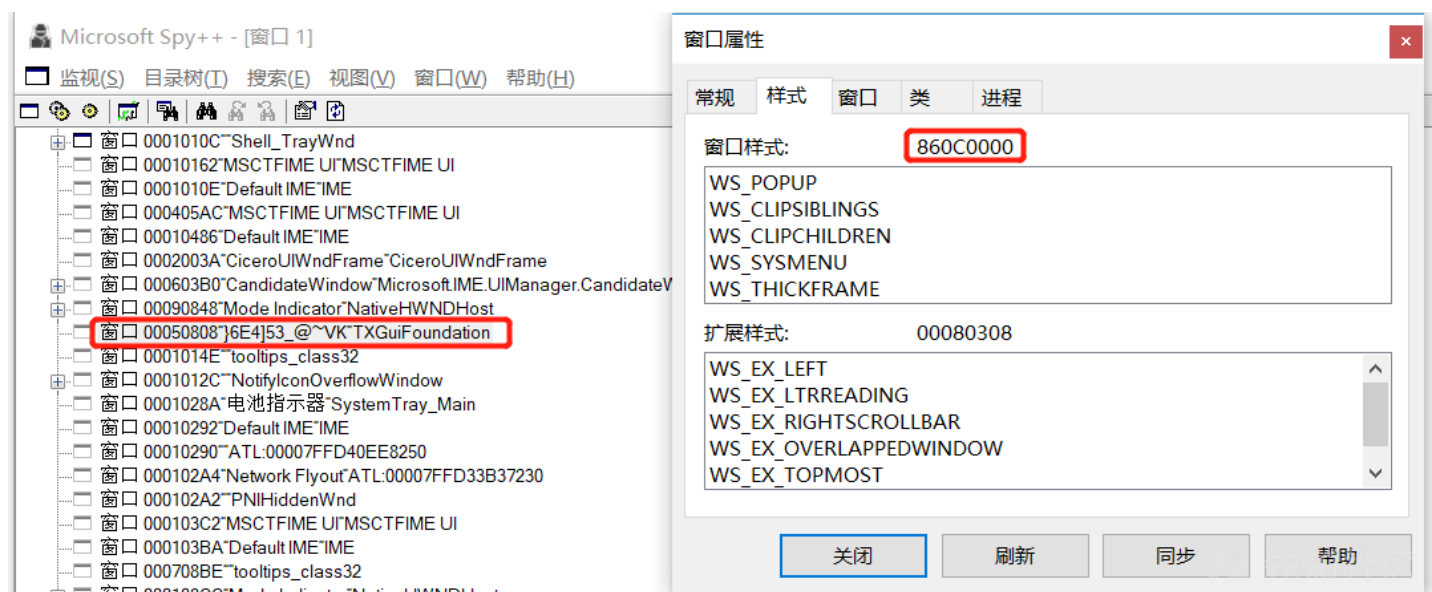 Microsoft Spy++ - [窗口 1]
监视(S) 目录树(T) 搜索(E) 视图(V) 窗口(W) 帮助(H)
窗口 0001010C""Shell_TrayWnd
窗口 00010162"MSCTFIME UI"MSCTFIME UI
窗口 0001010E"Default IME"IME
窗口 000405AC"MSCTFIME UI"MSCTFIME UI
窗口 00010486"Default IME"IME
窗口 0002003A"CiceroUIWndFrame"CiceroUIWndFrame
窗口 000603B0"CandidateWindow"Microsoft.IME.UIManager.CandidateW
窗口 00090848"Mode Indicator"NativeHWNDHost
窗口 00050808"}6E4]53_@~VK"TXGuiFoundation
窗口 0001014E""tooltips_class32
窗口 0001012C""NotifyIconOverflowWindow
窗口 0001028A"电池指示器"SystemTray_Main
窗口 00010292"Default IME"IME
窗口 00010290""ATL:00007FFD40EE8250
窗口 000102A4"Network Flyout"ATL:00007FFD33B37230
窗口 000102A2""PNIHiddenWnd
窗口 000103C2"MSCTFIME UI"MSCTFIME UI
窗口 000103BA"Default IME"IME
窗口 000708BE""tooltips_class32
窗口属性
常规 样式 窗口 类 进程
窗口样式: 860C0000
WS_POPUP
WS_CLIPSIBLINGS
WS_CLIPCHILDREN
WS_SYSMENU
WS_THICKFRAME
扩展样式: 00080308
WS_EX_LEFT
WS_EX_LTRREADING
WS_EX_RIGHTSCROLLBAR
WS_EX_OVERLAPPEDWINDOW
WS_EX_TOPMOST
关闭 刷新 同步 帮助